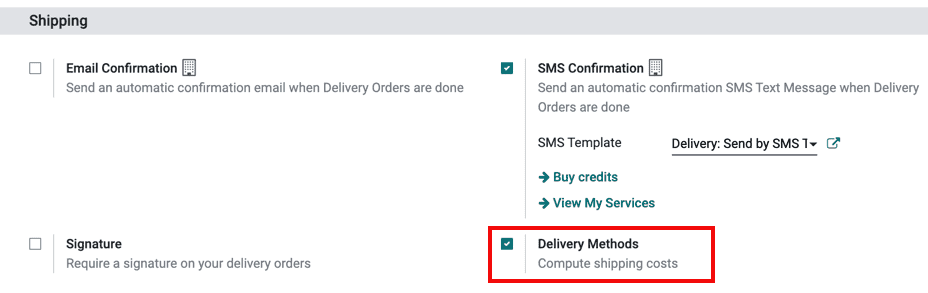 Shipping
Email Confirmation
Send an automatic confirmation email when Delivery Orders are done
SMS Confirmation
Send an automatic confirmation SMS Text Message when Delivery
Orders are done
SMS Template
Delivery: Send by SMS T
Buy credits
View My Services
Signature
Require a signature on your delivery orders
Delivery Methods
Compute shipping costs